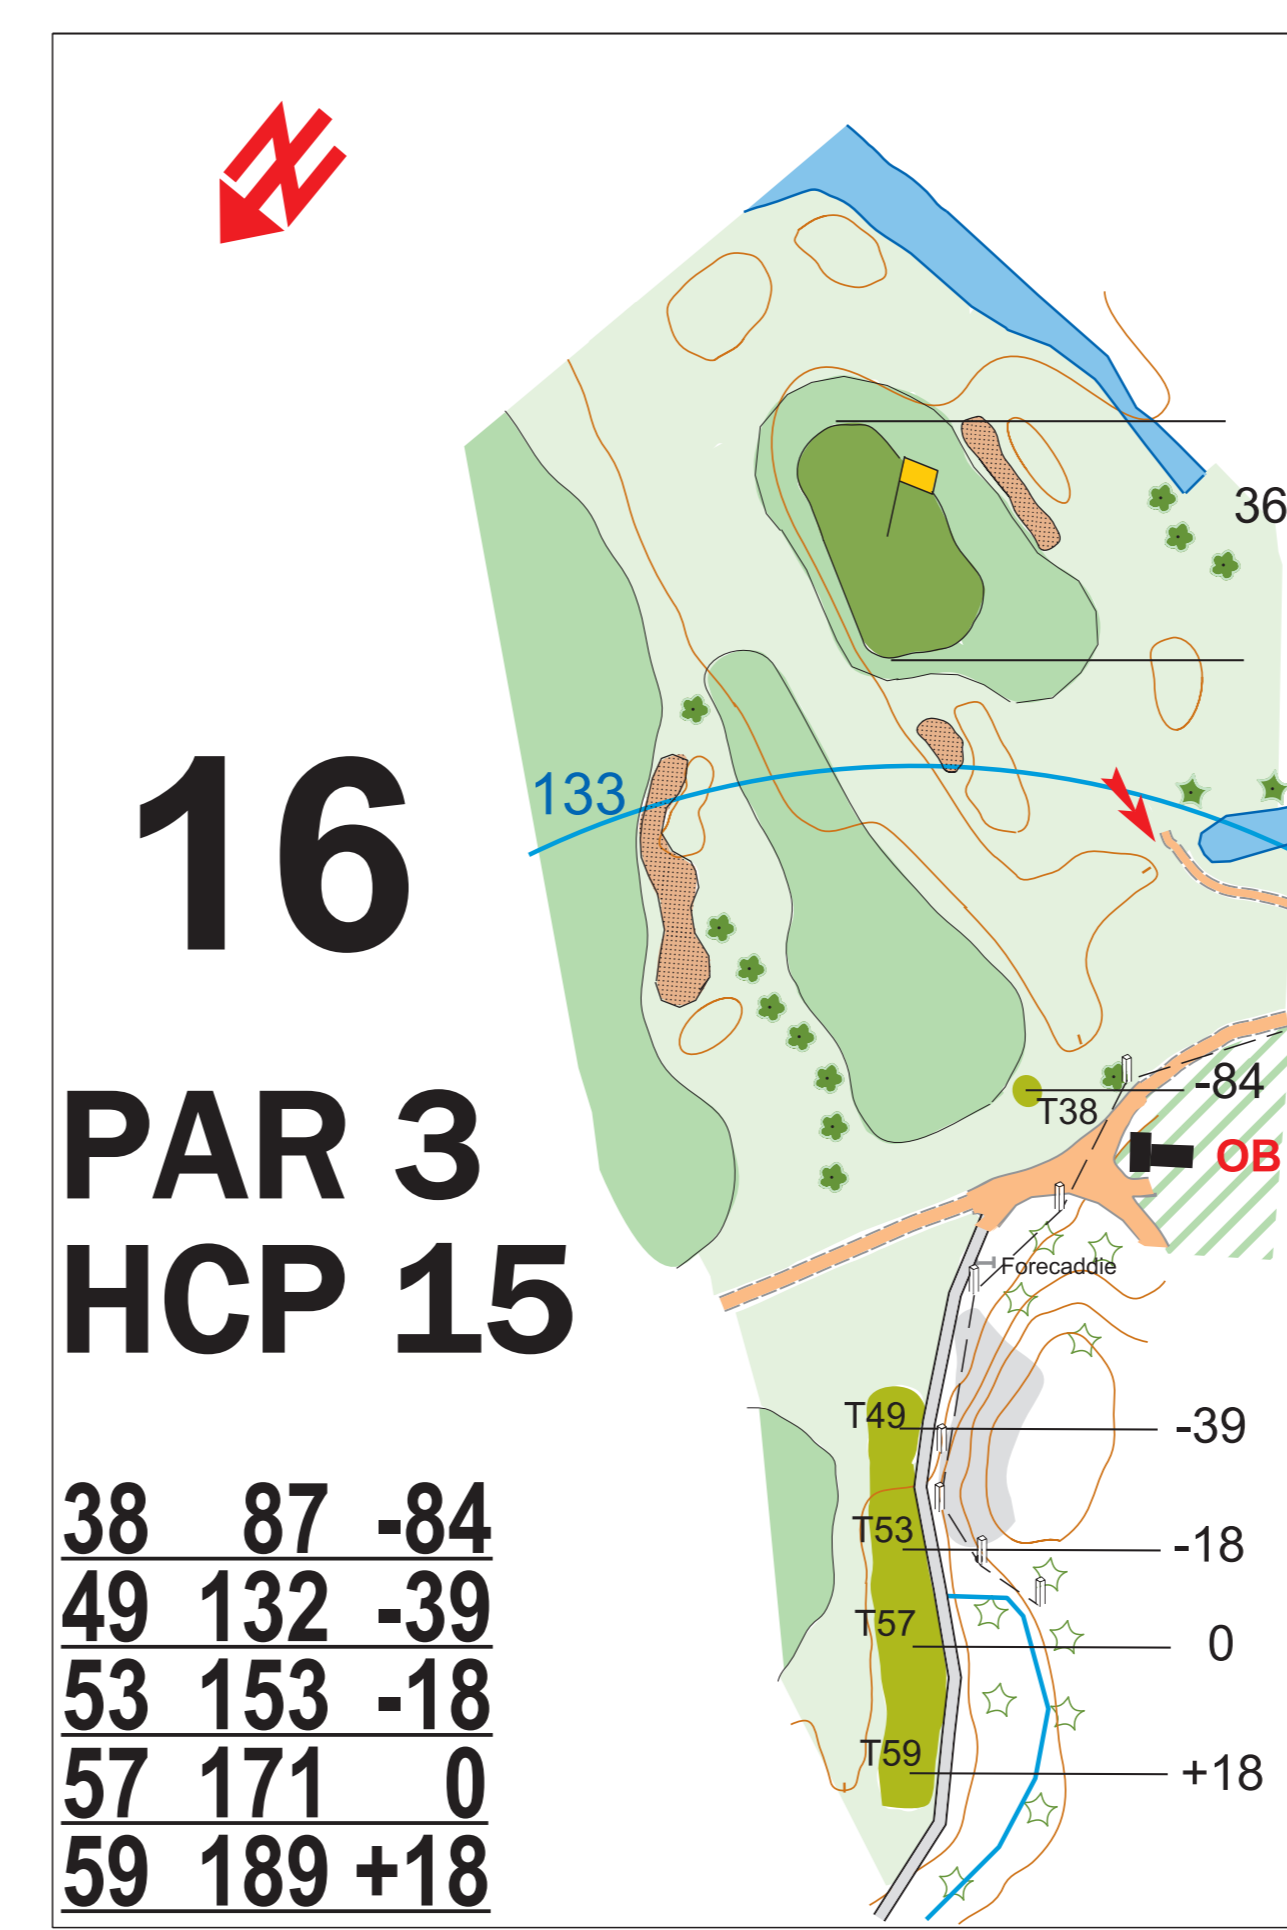 36
16
133
PAR 3
HCP 15
T38 -84
OB
Forecaddie
T49 -39
T53 -18
T57 0
T59 +18
38 87 -84
49 132 -39
53 153 -18
57 171 0
59 189 +18